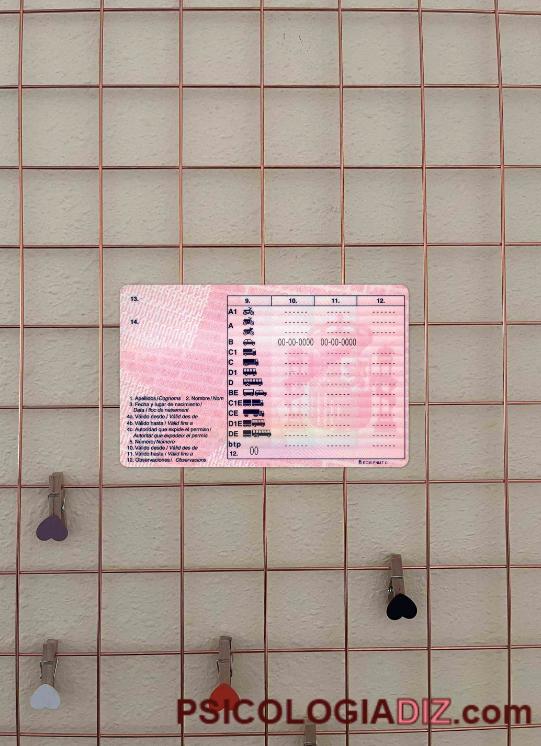 13.
9. 10. 11. 12.
A1 ------ ------ ------
14.
A ------ ------ ------
B 00-00-0000 00-00-0000 ------
C1 ------ ------ ------
C ------ ------ ------
D1 ------ ------ ------
D ------ ------ ------
BE ------ ------ ------
C1E ------ ------ ------
CE ------ ------ ------
D1E ------ ------ ------
DE ------ ------ ------
btp ------ ------ ------
12. 00
1. Apellidos / Cognoms 2. Nombre / Nom
3. Fecha y lugar de nacimiento /
Data i lloc de naixement
4a. Válido desde / Vàlid des de
4b. Válido hasta / Vàlid fins a
4c. Autoridad que expide el permiso /
Autoritat que expedeix el permís
5. Número / Número
10. Válido desde / Vàlid des de
11. Válido hasta / Vàlid fins a
12. Observaciones / Observacions
PSICOLOGIADIZ.com